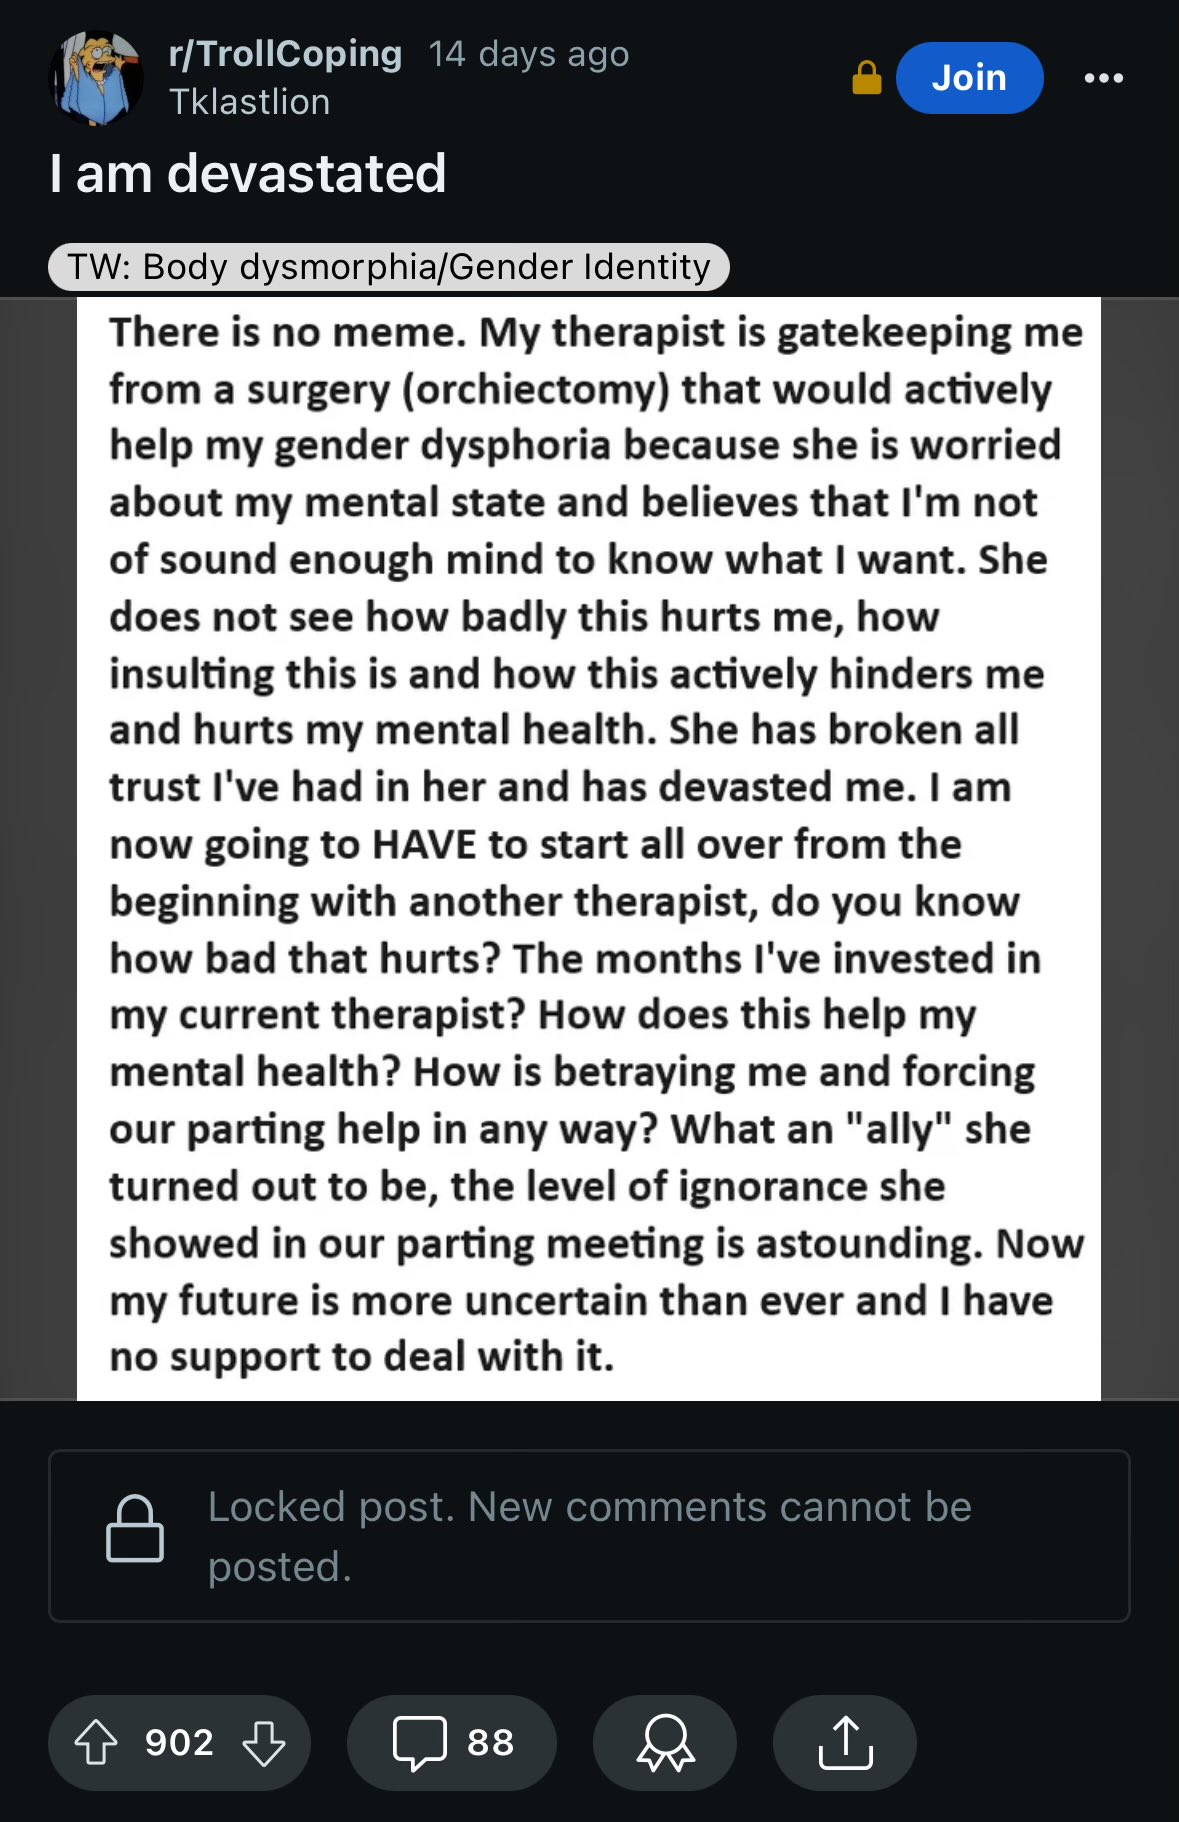 r/TrollCoping 14 days ago
Tklastlion
Join
I am devastated
TW: Body dysmorphia/Gender Identity
There is no meme. My therapist is gatekeeping me
from a surgery (orchiectomy) that would actively
help my gender dysphoria because she is worried
about my mental state and believes that I'm not
of sound enough mind to know what I want. She
does not see how badly this hurts me, how
insulting this is and how this actively hinders me
and hurts my mental health. She has broken all
trust I've had in her and has devasted me. I am
now going to HAVE to start all over from the
beginning with another therapist, do you know
how bad that hurts? The months I've invested in
my current therapist? How does this help my
mental health? How is betraying me and forcing
our parting help in any way? What an "ally" she
turned out to be, the level of ignorance she
showed in our parting meeting is astounding. Now
my future is more uncertain than ever and I have
no support to deal with it.
Locked post. New comments cannot be
posted.
902
88